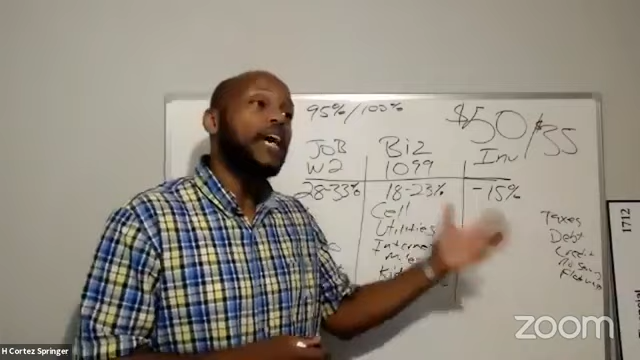 95%/100%
$50/$35
JOB Biz Inv
W2 1099
28-33% 18-23% -15%
Cell
Utilities
Taxes
Debt
Credit
1712
H Cortez Springer
zoom